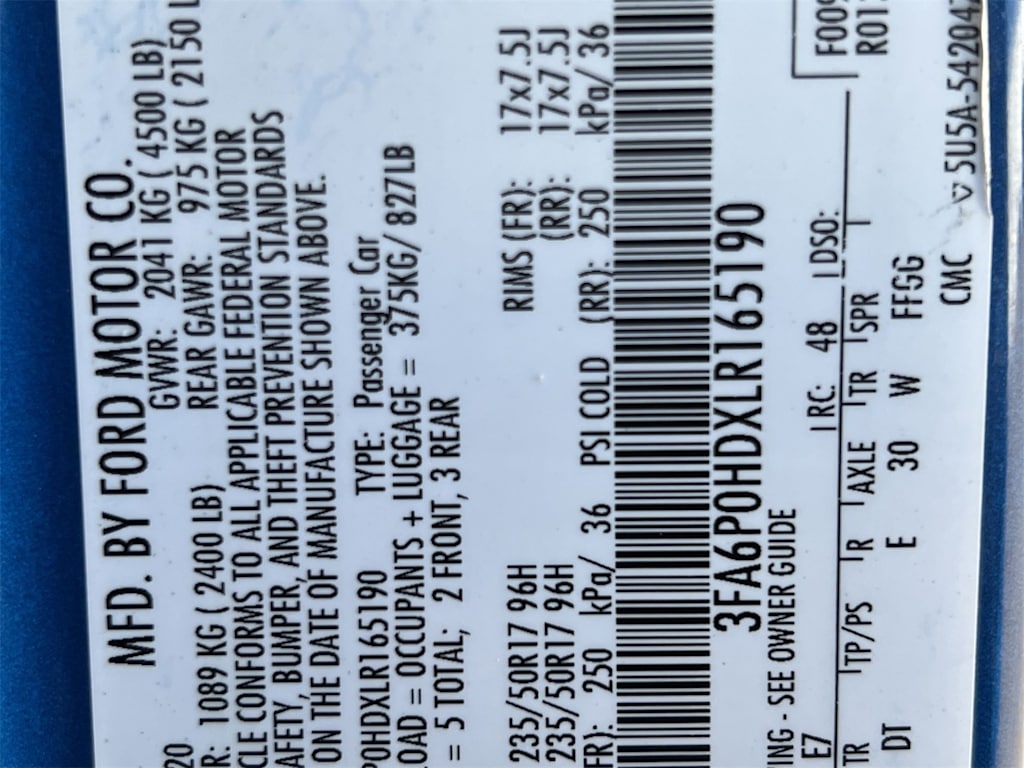 MFD. BY FORD MOTOR CO.
20 GVWR: 2041 KG ( 4500 LB)
R: 1089 KG ( 2400 LB) REAR GAWR: 975 KG ( 2150 L
CLE CONFORMS TO ALL APPLICABLE FEDERAL MOTOR
AFETY, BUMPER, AND THEFT PREVENTION STANDARDS
ON THE DATE OF MANUFACTURE SHOWN ABOVE.
P0HDXLR165190 TYPE: Passenger Car
OAD = OCCUPANTS + LUGGAGE = 375KG/ 827LB
= 5 TOTAL; 2 FRONT, 3 REAR
235/50R17 96H RIMS (FR): 17x7.5J
235/50R17 96H (RR): 17x7.5J
FR): 250 kPa/ 36 PSI COLD (RR): 250 kPa/ 36
3FA6P0HDXLR165190
F009
R01
ING - SEE OWNER GUIDE
E7 RC: 48 DSO:
TR TP/PS R AXLE TR SPR
DT E 30 W FFGG
CMC ▽ 5U5A-542047